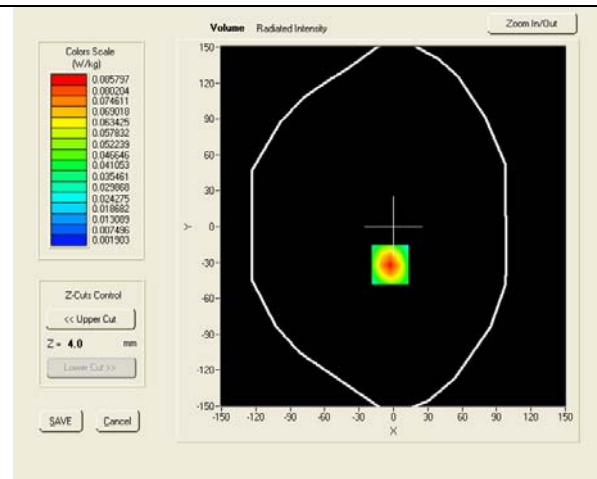 Volume Radiated Intensity
Zoom In/Out
Colors Scale
(W/kg)
0.085797
0.080204
0.074611
0.069018
0.063425
0.057832
0.052239
0.046646
0.041053
0.035461
0.029868
0.024275
0.018682
0.013089
0.007496
0.001903
Z-Cuts Control
<< Upper Cut
Z = 4.0 mm
Lower Cut >>
SAVE
Cancel
150
120
90
60
30
0
-30
-60
-90
-120
-150
Y
-150 -120 -90 -60 -30 0 30 60 90 120 150
X